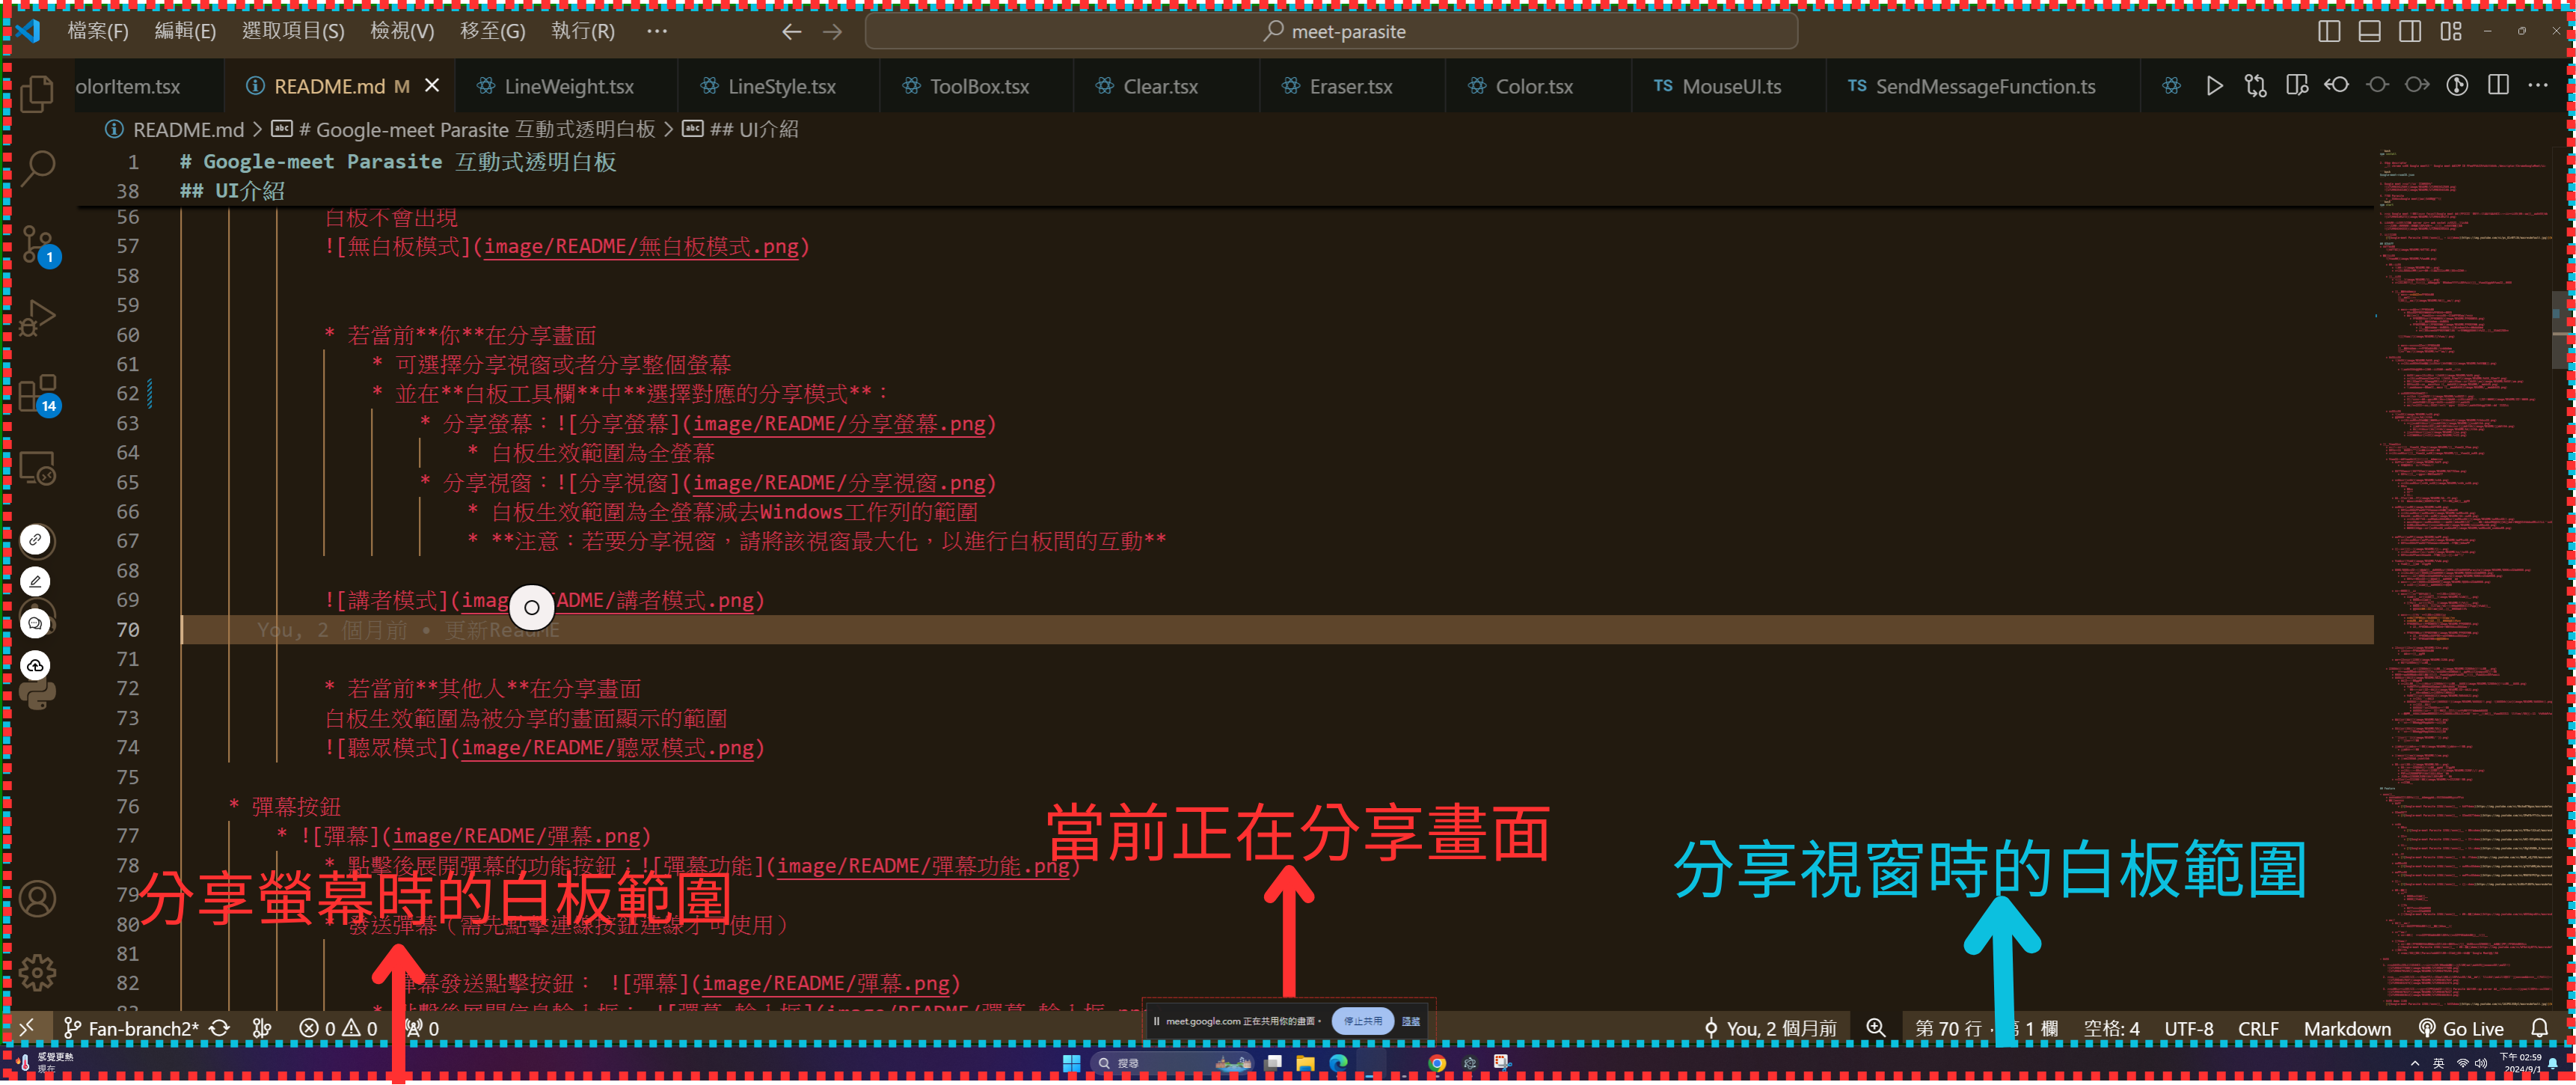 檔案(F) 編輯(E) 選取項目(S) 檢視(V) 移至(G) 執行(R) ··· meet-parasite
olorItem.tsx README.md M LineWeight.tsx LineStyle.tsx ToolBox.tsx Clear.tsx Eraser.tsx Color.tsx TS MouseUI.ts TS SendMessageFunction.ts
README.md > # Google-meet Parasite 互動式透明白板 > ## UI介紹
1 # Google-meet Parasite 互動式透明白板
38 ## UI介紹
56 白板不會出現
57 ![無白板模式](image/README/無白板模式.png)
58
59
60 * 若當前**你**在分享畫面
61 * 可選擇分享視窗或者分享整個螢幕
62 * 並在**白板工具欄**中**選擇對應的分享模式**：
63 * 分享螢幕：![分享螢幕](image/README/分享螢幕.png)
64 * 白板生效範圍為全螢幕
65 * 分享視窗：![分享視窗](image/README/分享視窗.png)
66 * 白板生效範圍為全螢幕減去Windows工作列的範圍
67 * **注意：若要分享視窗，請將該視窗最大化，以進行白板間的互動**
68
69 ![講者模式](imag ADME/講者模式.png)
70 You, 2 個月前 • 更新ReadME
71
72 * 若當前**其他人**在分享畫面
73 白板生效範圍為被分享的畫面顯示的範圍
74 ![聽眾模式](image/README/聽眾模式.png)
75
76 * 彈幕按鈕
77 * ![彈幕](image/README/彈幕.png)
當前正在分享畫面
78 * 點擊後展開彈幕的功能按鈕：![彈幕功能](image/README/彈幕功能.png)
分享視窗時的白板範圍
79
分享螢幕時的白板範圍
80 * 發送彈幕（需先點擊連線按鈕連線才可使用）
81
82 幕發送點擊按鈕： ![彈幕](image/README/彈幕.png)
1
14
meet.google.com 正在共用你的畫面。 停止共用 隱藏
Fan-branch2* 0 0 0 You, 2 個月前 第 70 行，第 1 欄 空格: 4 UTF-8 CRLF Markdown Go Live
感覺更熱
現在
搜尋
英
下午 02:59
2024/9/1